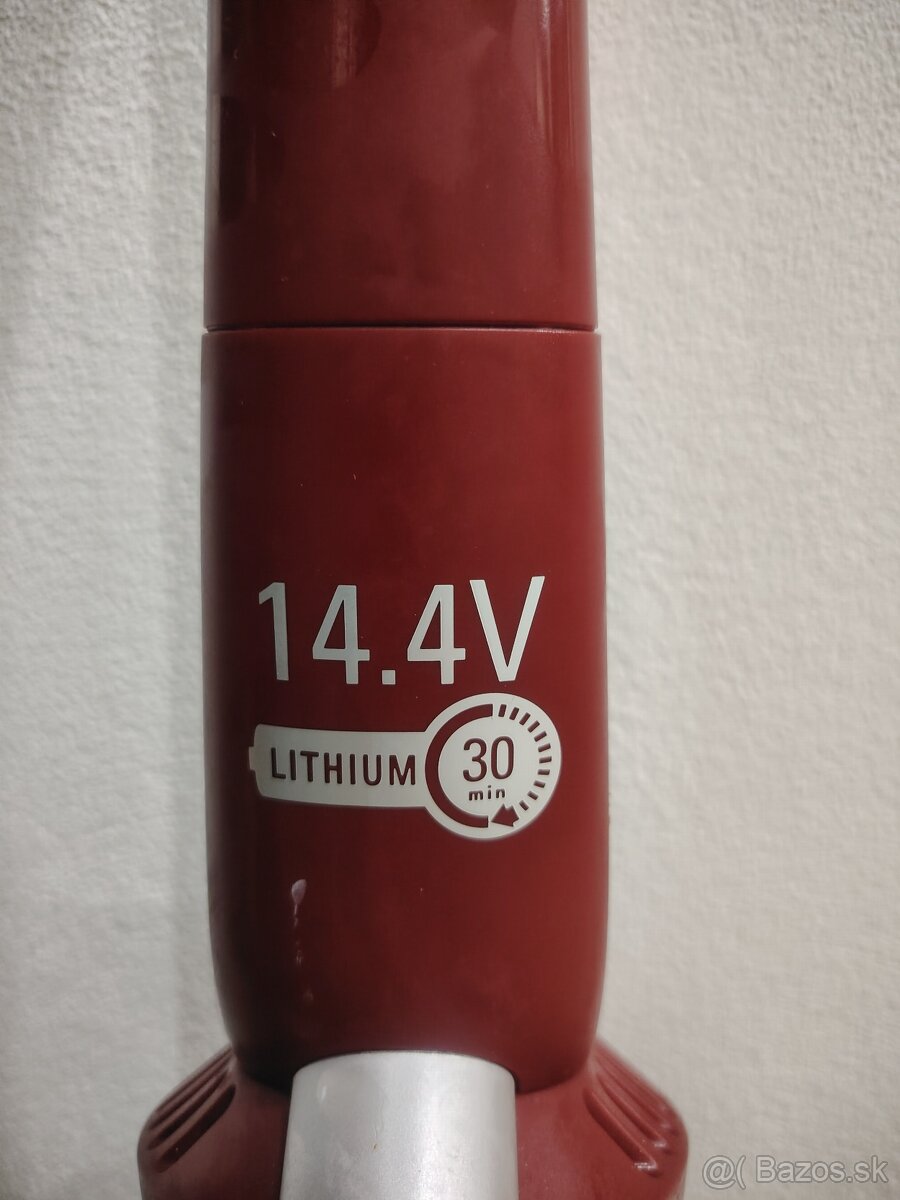 14.4V
LITHIUM 30
min
@( Bazos.sk